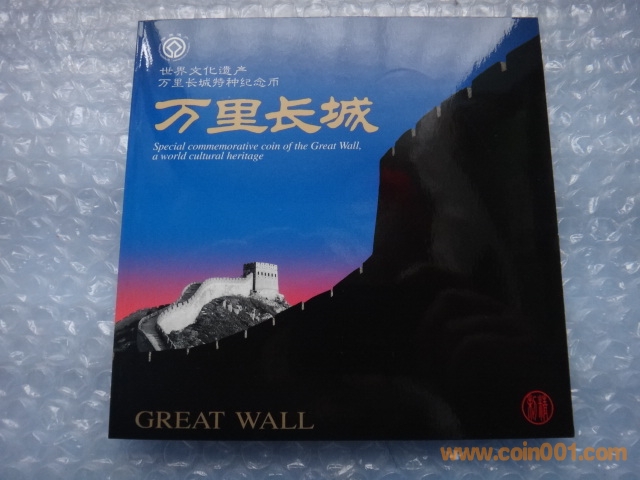 世界文化遗产
万里长城特种纪念币
万里长城
Special commemorative coin of the Great Wall,
a world cultural heritage
GREAT WALL
www.coin001.com